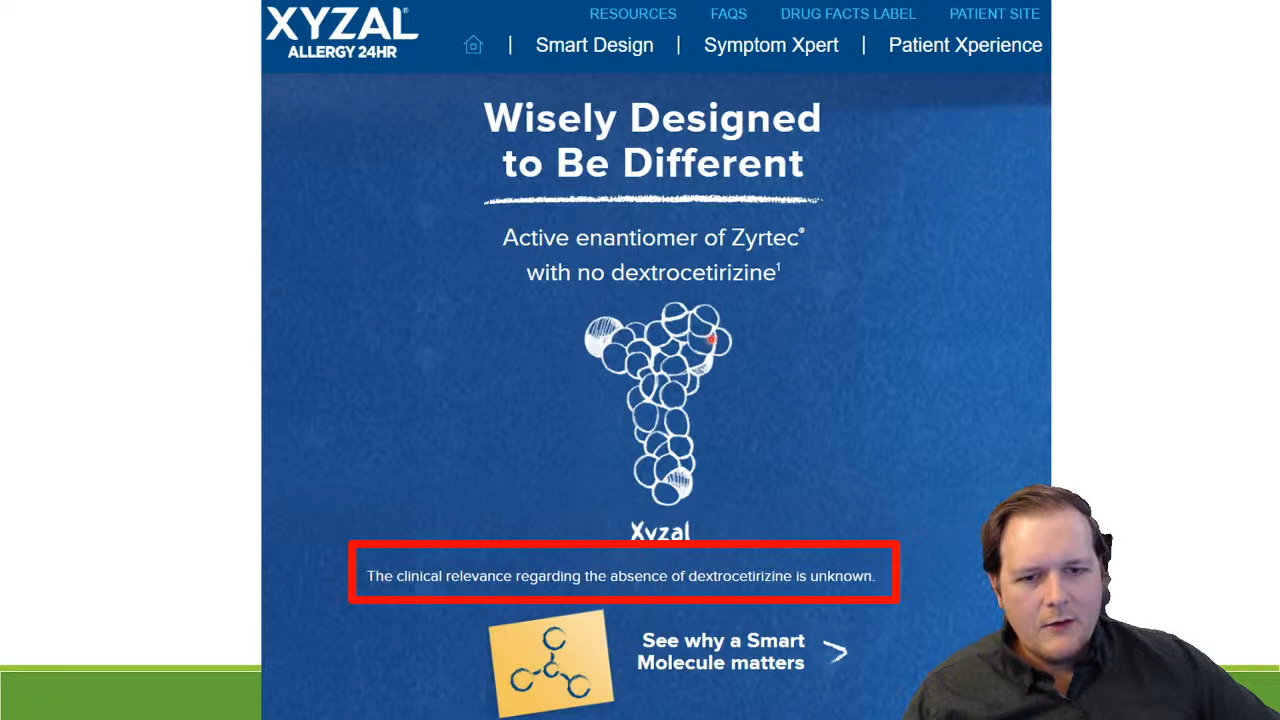 XYZAL®
ALLERGY 24HR
RESOURCES FAQS DRUG FACTS LABEL PATIENT SITE
| Smart Design | Symptom Xpert | Patient Xperience
Wisely Designed
to Be Different
Active enantiomer of Zyrtec®
with no dextrocetirizine¹
Xyzal
The clinical relevance regarding the absence of dextrocetirizine is unknown.
See why a Smart
Molecule matters